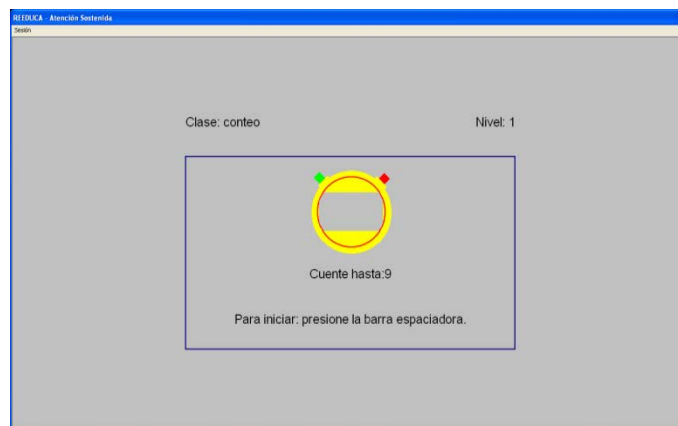 REEDUCA - Atención Sostenida
Sesión
Clase: conteo Nivel: 1
Cuente hasta:9
Para iniciar: presione la barra espaciadora.